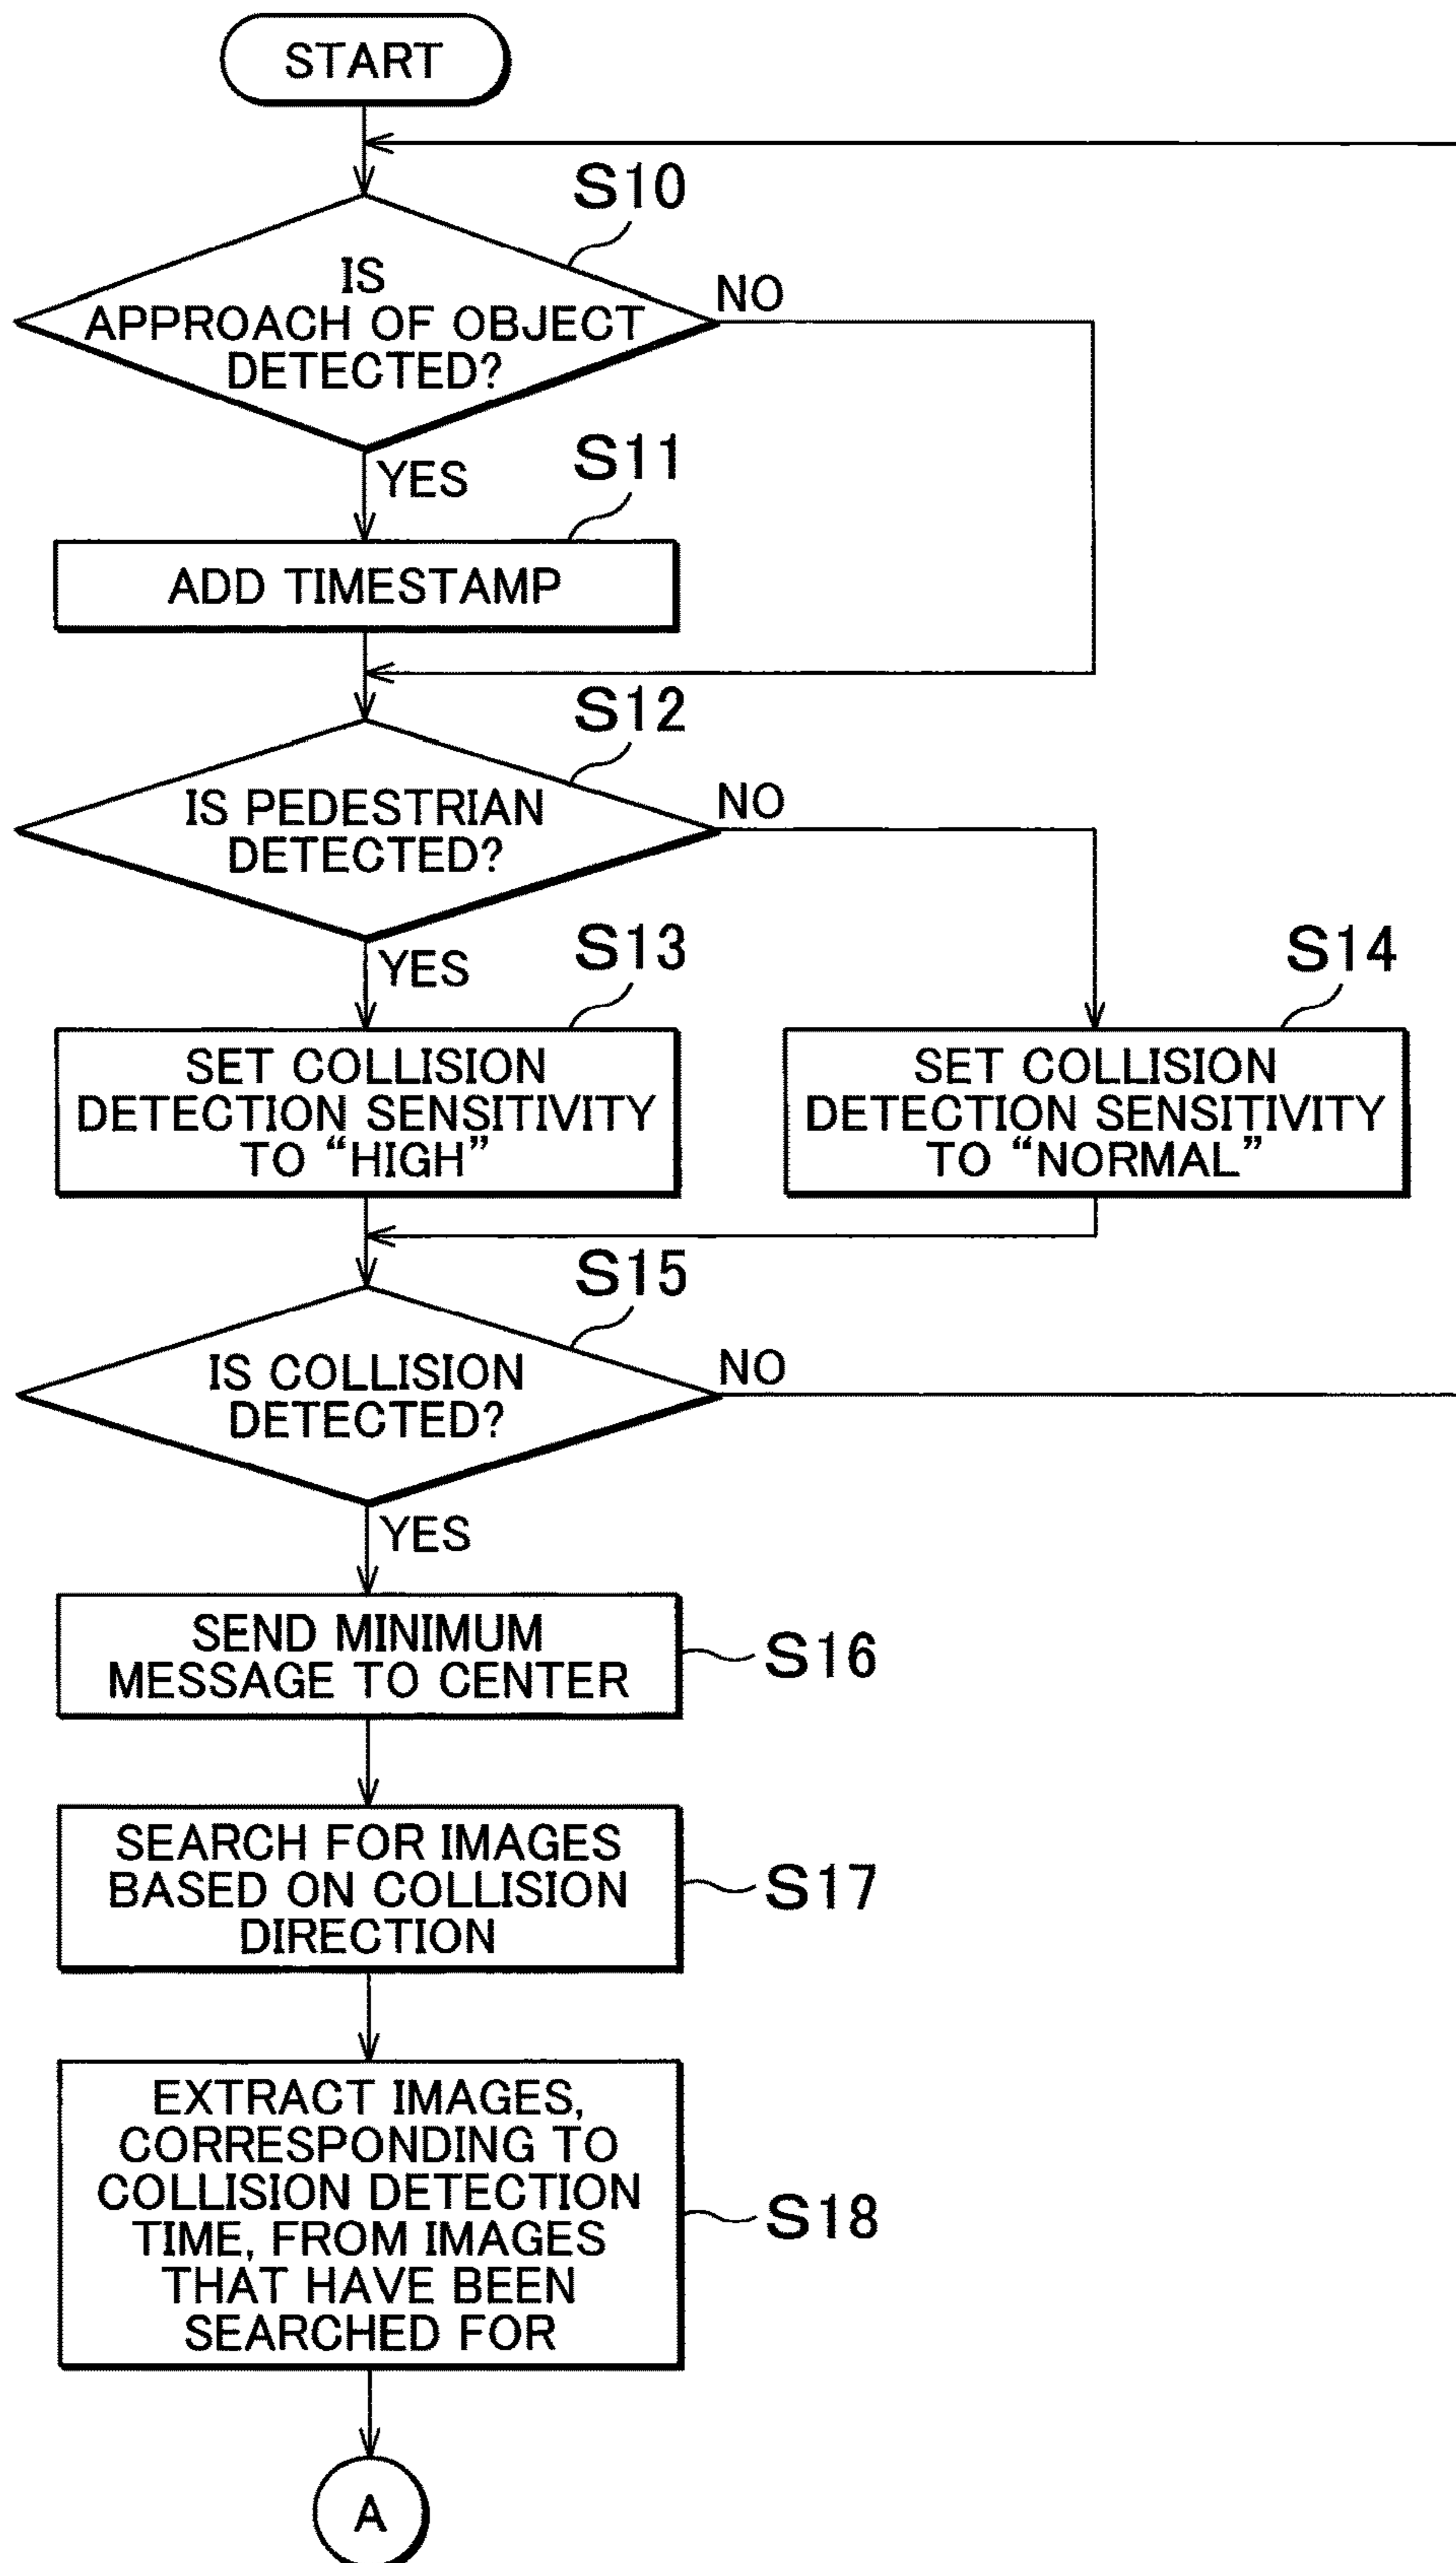 START
S10
IS
APPROACH OF OBJECT
DETECTED?
NO
YES
S11
ADD TIMESTAMP
S12
IS PEDESTRIAN
DETECTED?
NO
YES
S13
SET COLLISION
DETECTION SENSITIVITY
TO “HIGH”
S14
SET COLLISION
DETECTION SENSITIVITY
TO “NORMAL”
S15
IS COLLISION
DETECTED?
NO
YES
SEND MINIMUM
MESSAGE TO CENTER
S16
SEARCH FOR IMAGES
BASED ON COLLISION
DIRECTION
S17
EXTRACT IMAGES,
CORRESPONDING TO
COLLISION DETECTION
TIME, FROM IMAGES
THAT HAVE BEEN
SEARCHED FOR
S18
A